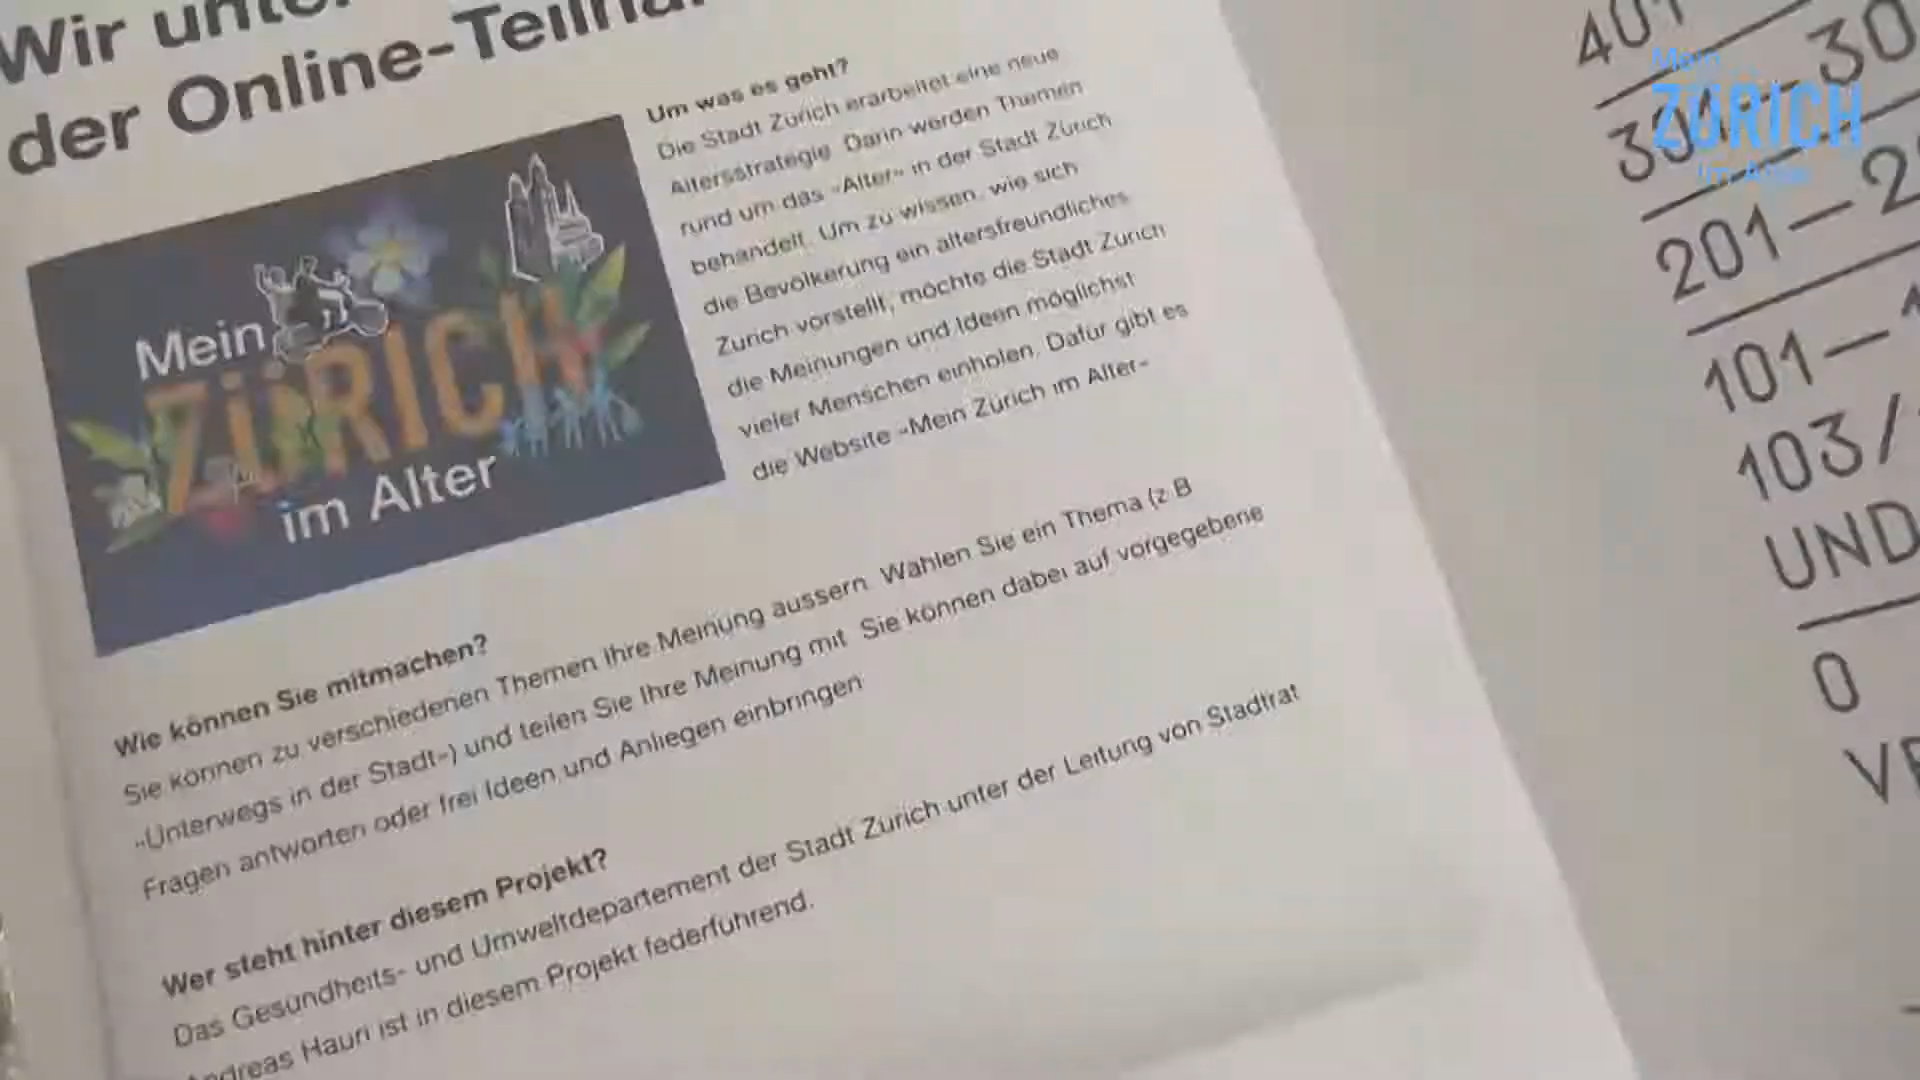 Wir
der Online-Teilha
Mein
ZÜRICH
im Alter
Um was es geht?
Die Stadt Zürich erarbeitet eine neue
Altersstrategie. Darin werden Themen
rund um das «Alter» in der Stadt Zürich
behandelt. Um zu wissen, wie sich
die Bevölkerung ein altersfreundliches
Zürich vorstellt, möchte die Stadt Zürich
die Meinungen und Ideen möglichst
vieler Menschen einholen. Dafür gibt es
die Website «Mein Zürich im Alter»
Wie können Sie mitmachen?
Sie können zu verschiedenen Themen Ihre Meinung äussern. Wählen Sie ein Thema (z.B.
«Unterwegs in der Stadt») und teilen Sie Ihre Meinung mit. Sie können dabei auf vorgegebene
Fragen antworten oder frei Ideen und Anliegen einbringen.
Wer steht hinter diesem Projekt?
Das Gesundheits- und Umweltdepartement der Stadt Zürich unter der Leitung von Stadtrat
Andreas Hauri ist in diesem Projekt federführend.
401
301–30
201–2
101–1
103/
UND
0
Mein
ZÜRICH
im Alter